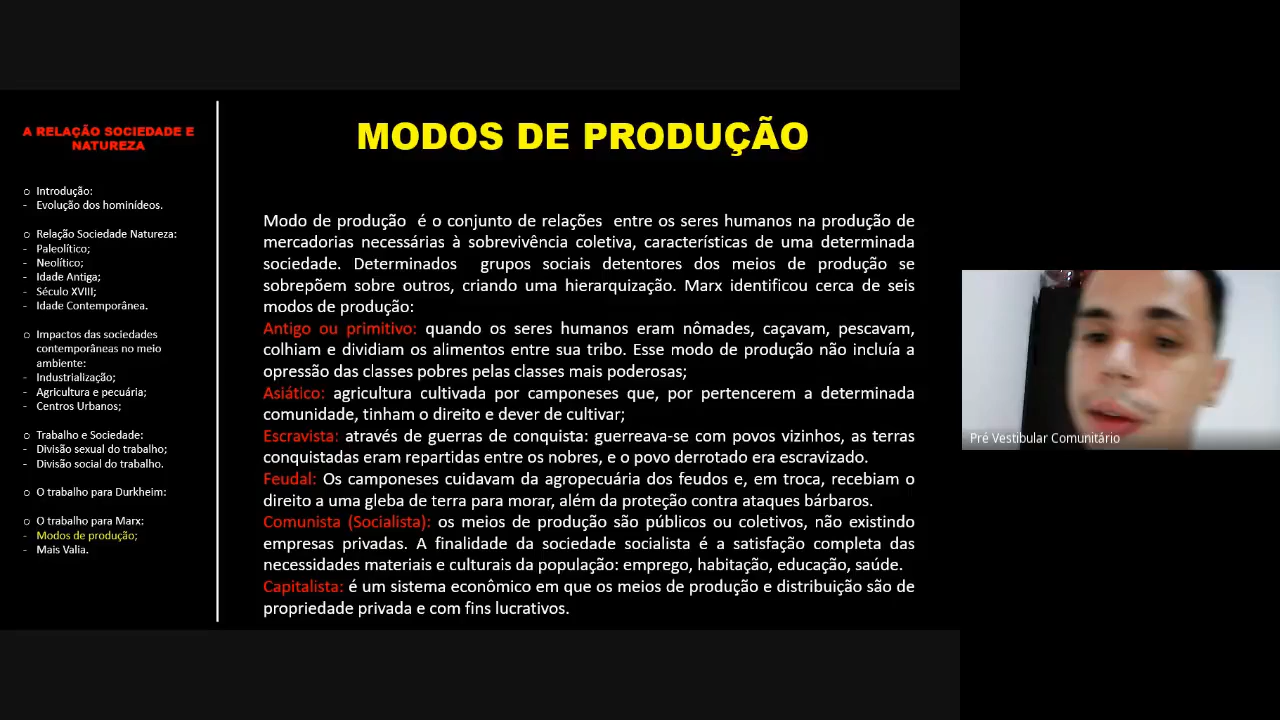 A RELAÇÃO SOCIEDADE E
NATUREZA
o Introdução:
- Evolução dos hominídeos.
o Relação Sociedade Natureza:
- Paleolítico;
- Neolítico;
- Idade Antiga;
- Século XVIII;
- Idade Contemporânea.
o Impactos das sociedades
contemporâneas no meio
ambiente:
- Industrialização;
- Agricultura e pecuária;
- Centros Urbanos;
o Trabalho e Sociedade:
- Divisão sexual do trabalho;
- Divisão social do trabalho.
o O trabalho para Durkheim:
o O trabalho para Marx:
- Modos de produção;
- Mais Valia.
MODOS DE PRODUÇÃO
Modo de produção é o conjunto de relações entre os seres humanos na produção de
mercadorias necessárias à sobrevivência coletiva, características de uma determinada
sociedade. Determinados grupos sociais detentores dos meios de produção se
sobrepõem sobre outros, criando uma hierarquização. Marx identificou cerca de seis
modos de produção:
Antigo ou primitivo: quando os seres humanos eram nômades, caçavam, pescavam,
colhiam e dividiam os alimentos entre sua tribo. Esse modo de produção não incluía a
opressão das classes pobres pelas classes mais poderosas;
Asiático: agricultura cultivada por camponeses que, por pertencerem a determinada
comunidade, tinham o direito e dever de cultivar;
Escravista: através de guerras de conquista: guerreava-se com povos vizinhos, as terras
conquistadas eram repartidas entre os nobres, e o povo derrotado era escravizado.
Feudal: Os camponeses cuidavam da agropecuária dos feudos e, em troca, recebiam o
direito a uma gleba de terra para morar, além da proteção contra ataques bárbaros.
Comunista (Socialista): os meios de produção são públicos ou coletivos, não existindo
empresas privadas. A finalidade da sociedade socialista é a satisfação completa das
necessidades materiais e culturais da população: emprego, habitação, educação, saúde.
Capitalista: é um sistema econômico em que os meios de produção e distribuição são de
propriedade privada e com fins lucrativos.
Pré Vestibular Comunitário